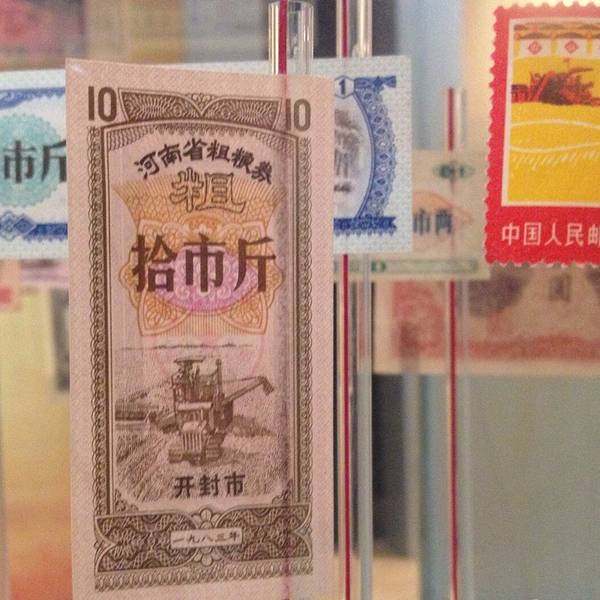 10 10
河南省粗粮券
粗
拾市斤
开封市
一九八三年
市斤
1
市两
中国人民邮
圆